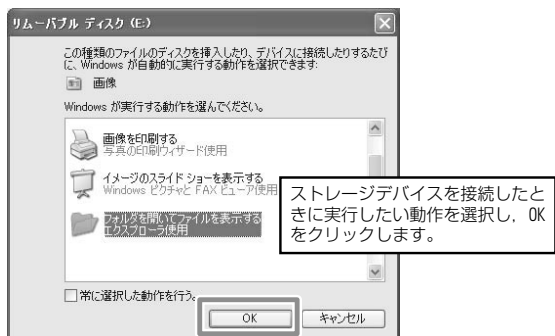 リムーバブル ディスク (E:)
この種類のファイルのディスクを挿入したり、デバイスに接続したりするたび
に、Windows が自動的に実行する動作を選択できます:
画像
Windows が実行する動作を選んでください。
画像を印刷する
写真の印刷ウィザード使用
イメージのスライド ショーを表示する
Windows ピクチャと FAX ビューア使用
フォルダを開いてファイルを表示する
エクスプローラ使用
ストレージデバイスを接続したと
きに実行したい動作を選択し，OK
をクリックします。
常に選択した動作を行う。
OK
キャンセル